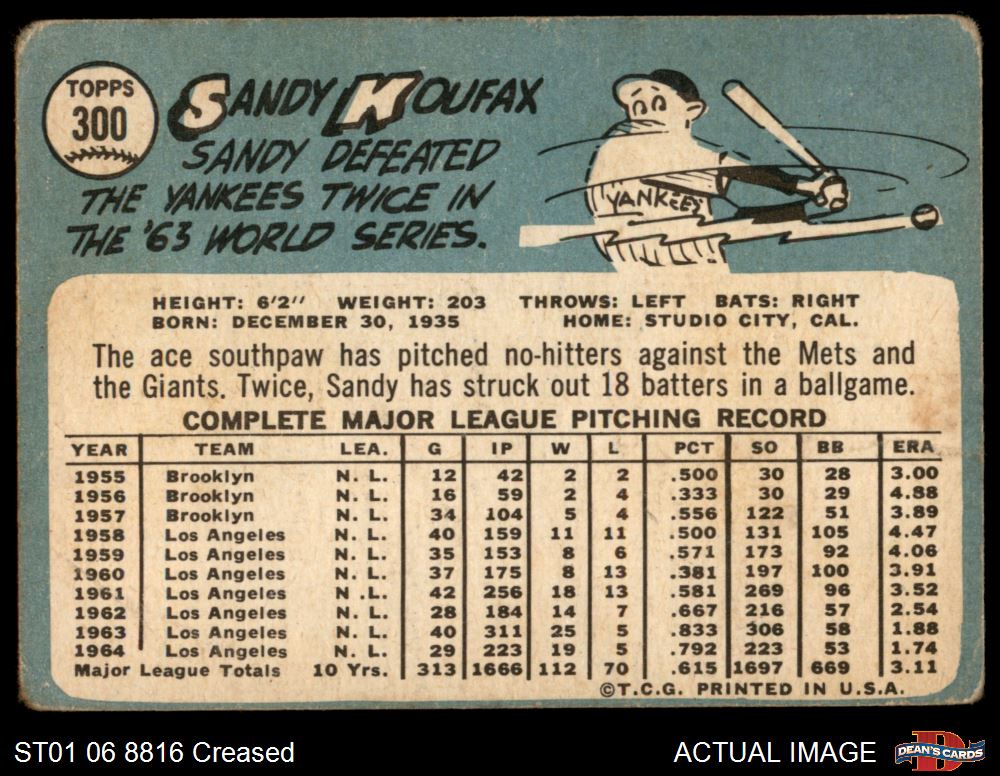 TOPPS
300
SANDY KOUFAX
SANDY DEFEATED
THE YANKEES TWICE IN
THE '63 WORLD SERIES.
YANKEES
HEIGHT: 6'2" WEIGHT: 203 THROWS: LEFT BATS: RIGHT
BORN: DECEMBER 30, 1935 HOME: STUDIO CITY, CAL.
The ace southpaw has pitched no-hitters against the Mets and
the Giants. Twice, Sandy has struck out 18 batters in a ballgame.
COMPLETE MAJOR LEAGUE PITCHING RECORD
YEAR TEAM LEA. G IP W L PCT SO BB ERA
1955 Brooklyn N. L. 12 42 2 2 .500 30 28 3.00
1956 Brooklyn N. L. 16 59 2 4 .333 30 29 4.88
1957 Brooklyn N. L. 34 104 5 4 .556 122 51 3.89
1958 Los Angeles N. L. 40 159 11 11 .500 131 105 4.47
1959 Los Angeles N. L. 35 153 8 6 .571 173 92 4.06
1960 Los Angeles N. L. 37 175 8 13 .381 197 100 3.91
1961 Los Angeles N .L. 42 256 18 13 .581 269 96 3.52
1962 Los Angeles N. L. 28 184 14 7 .667 216 57 2.54
1963 Los Angeles N. L. 40 311 25 5 .833 306 58 1.88
1964 Los Angeles N. L. 29 223 19 5 .792 223 53 1.74
Major League Totals 10 Yrs. 313 1666 112 70 .615 1697 669 3.11
©T.C.G. PRINTED IN U.S.A.
ST01 06 8816 Creased
ACTUAL IMAGE
DEAN'S CARDS